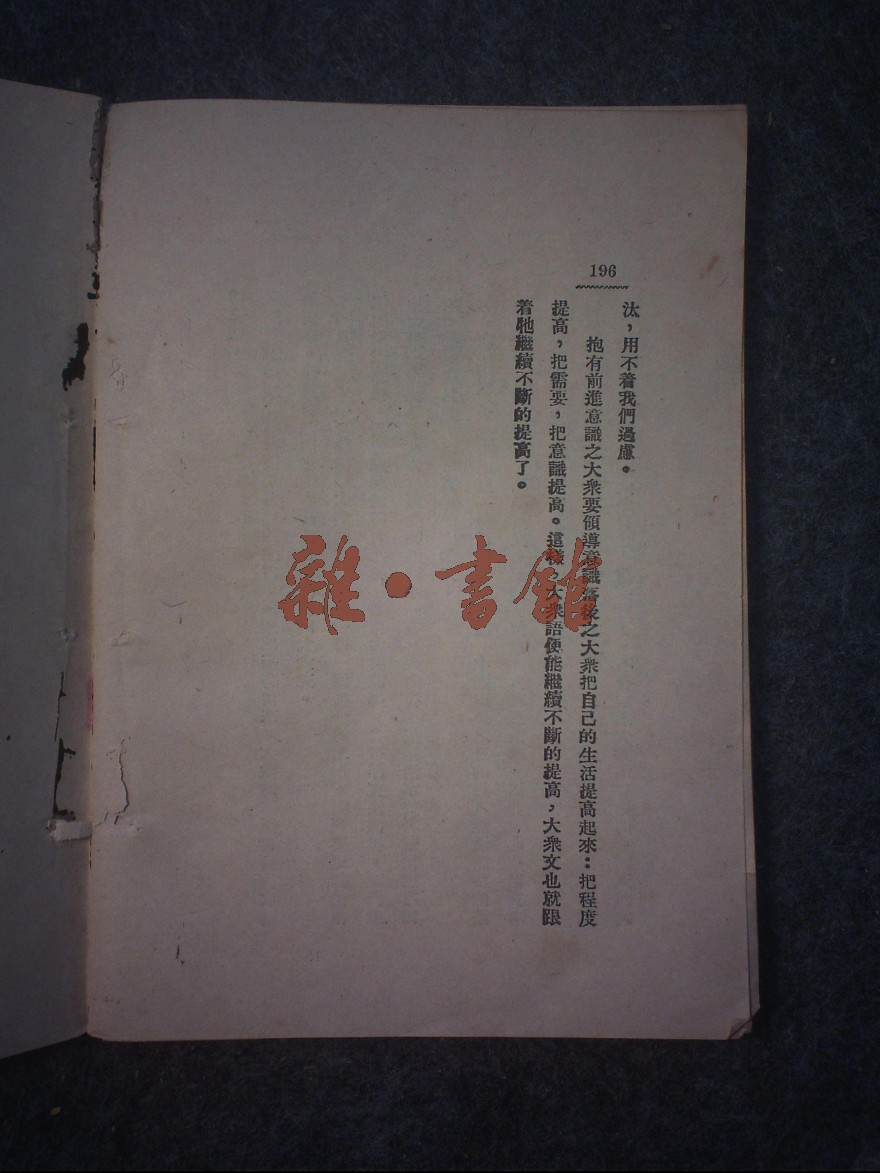 196
汰，用不着我們過慮。
抱有前進意識之大衆要領導意識落後之大衆把自己的生活提高起來：把程度
提高，把需要，把意識提高。這樣，大衆語便能繼續不斷的提高，大衆文也就跟
着牠繼續不斷的提高了。
雜·書館